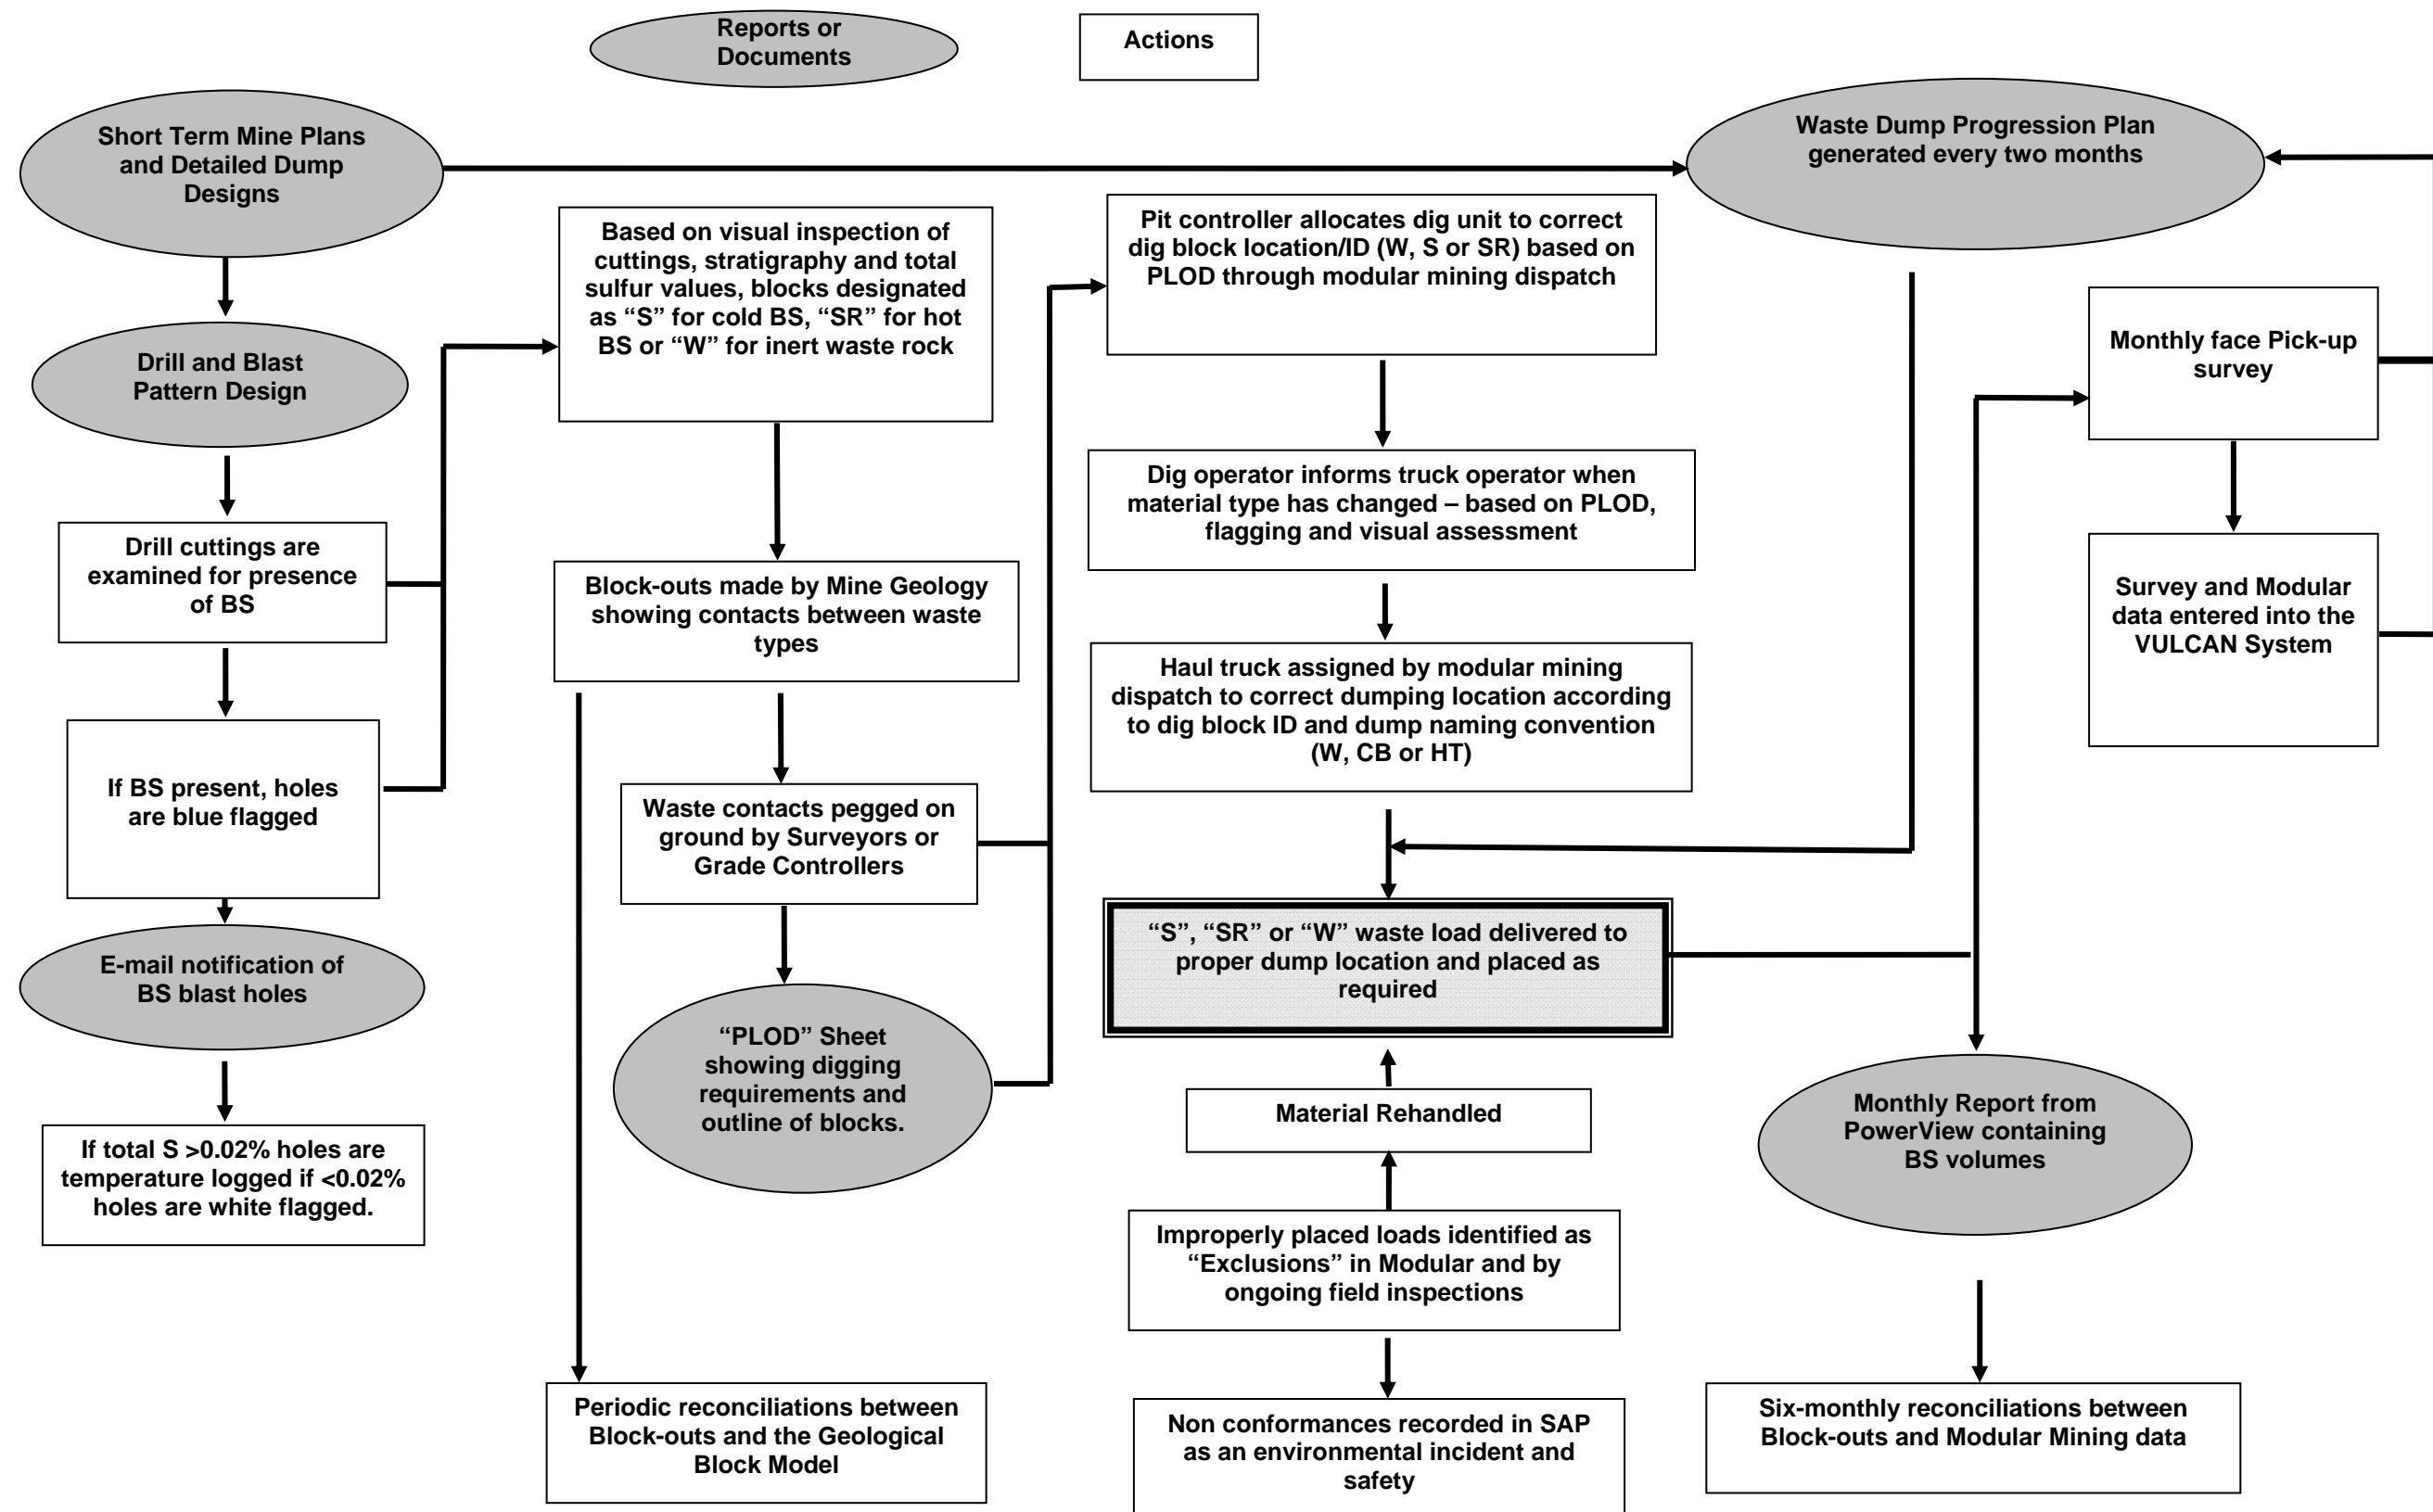 Reports or
Documents
Actions
Short Term Mine Plans
and Detailed Dump
Designs
Waste Dump Progression Plan
generated every two months
Drill and Blast
Pattern Design
Drill cuttings are
examined for presence
of BS
If BS present, holes
are blue flagged
E-mail notification of
BS blast holes
If total S >0.02% holes are
temperature logged if <0.02%
holes are white flagged.
Based on visual inspection of
cuttings, stratigraphy and total
sulfur values, blocks designated
as “S” for cold BS, “SR” for hot
BS or “W” for inert waste rock
Block-outs made by Mine Geology
showing contacts between waste
types
Waste contacts pegged on
ground by Surveyors or
Grade Controllers
“PLOD” Sheet
showing digging
requirements and
outline of blocks.
Periodic reconciliations between
Block-outs and the Geological
Block Model
Pit controller allocates dig unit to correct
dig block location/ID (W, S or SR) based on
PLOD through modular mining dispatch
Dig operator informs truck operator when
material type has changed – based on PLOD,
flagging and visual assessment
Haul truck assigned by modular mining
dispatch to correct dumping location according
to dig block ID and dump naming convention
(W, CB or HT)
“S”, “SR” or “W” waste load delivered to
proper dump location and placed as
required
Material Rehandled
Improperly placed loads identified as
“Exclusions” in Modular and by
ongoing field inspections
Non conformances recorded in SAP
as an environmental incident and
safety
Monthly face Pick-up
survey
Survey and Modular
data entered into the
VULCAN System
Monthly Report from
PowerView containing
BS volumes
Six-monthly reconciliations between
Block-outs and Modular Mining data